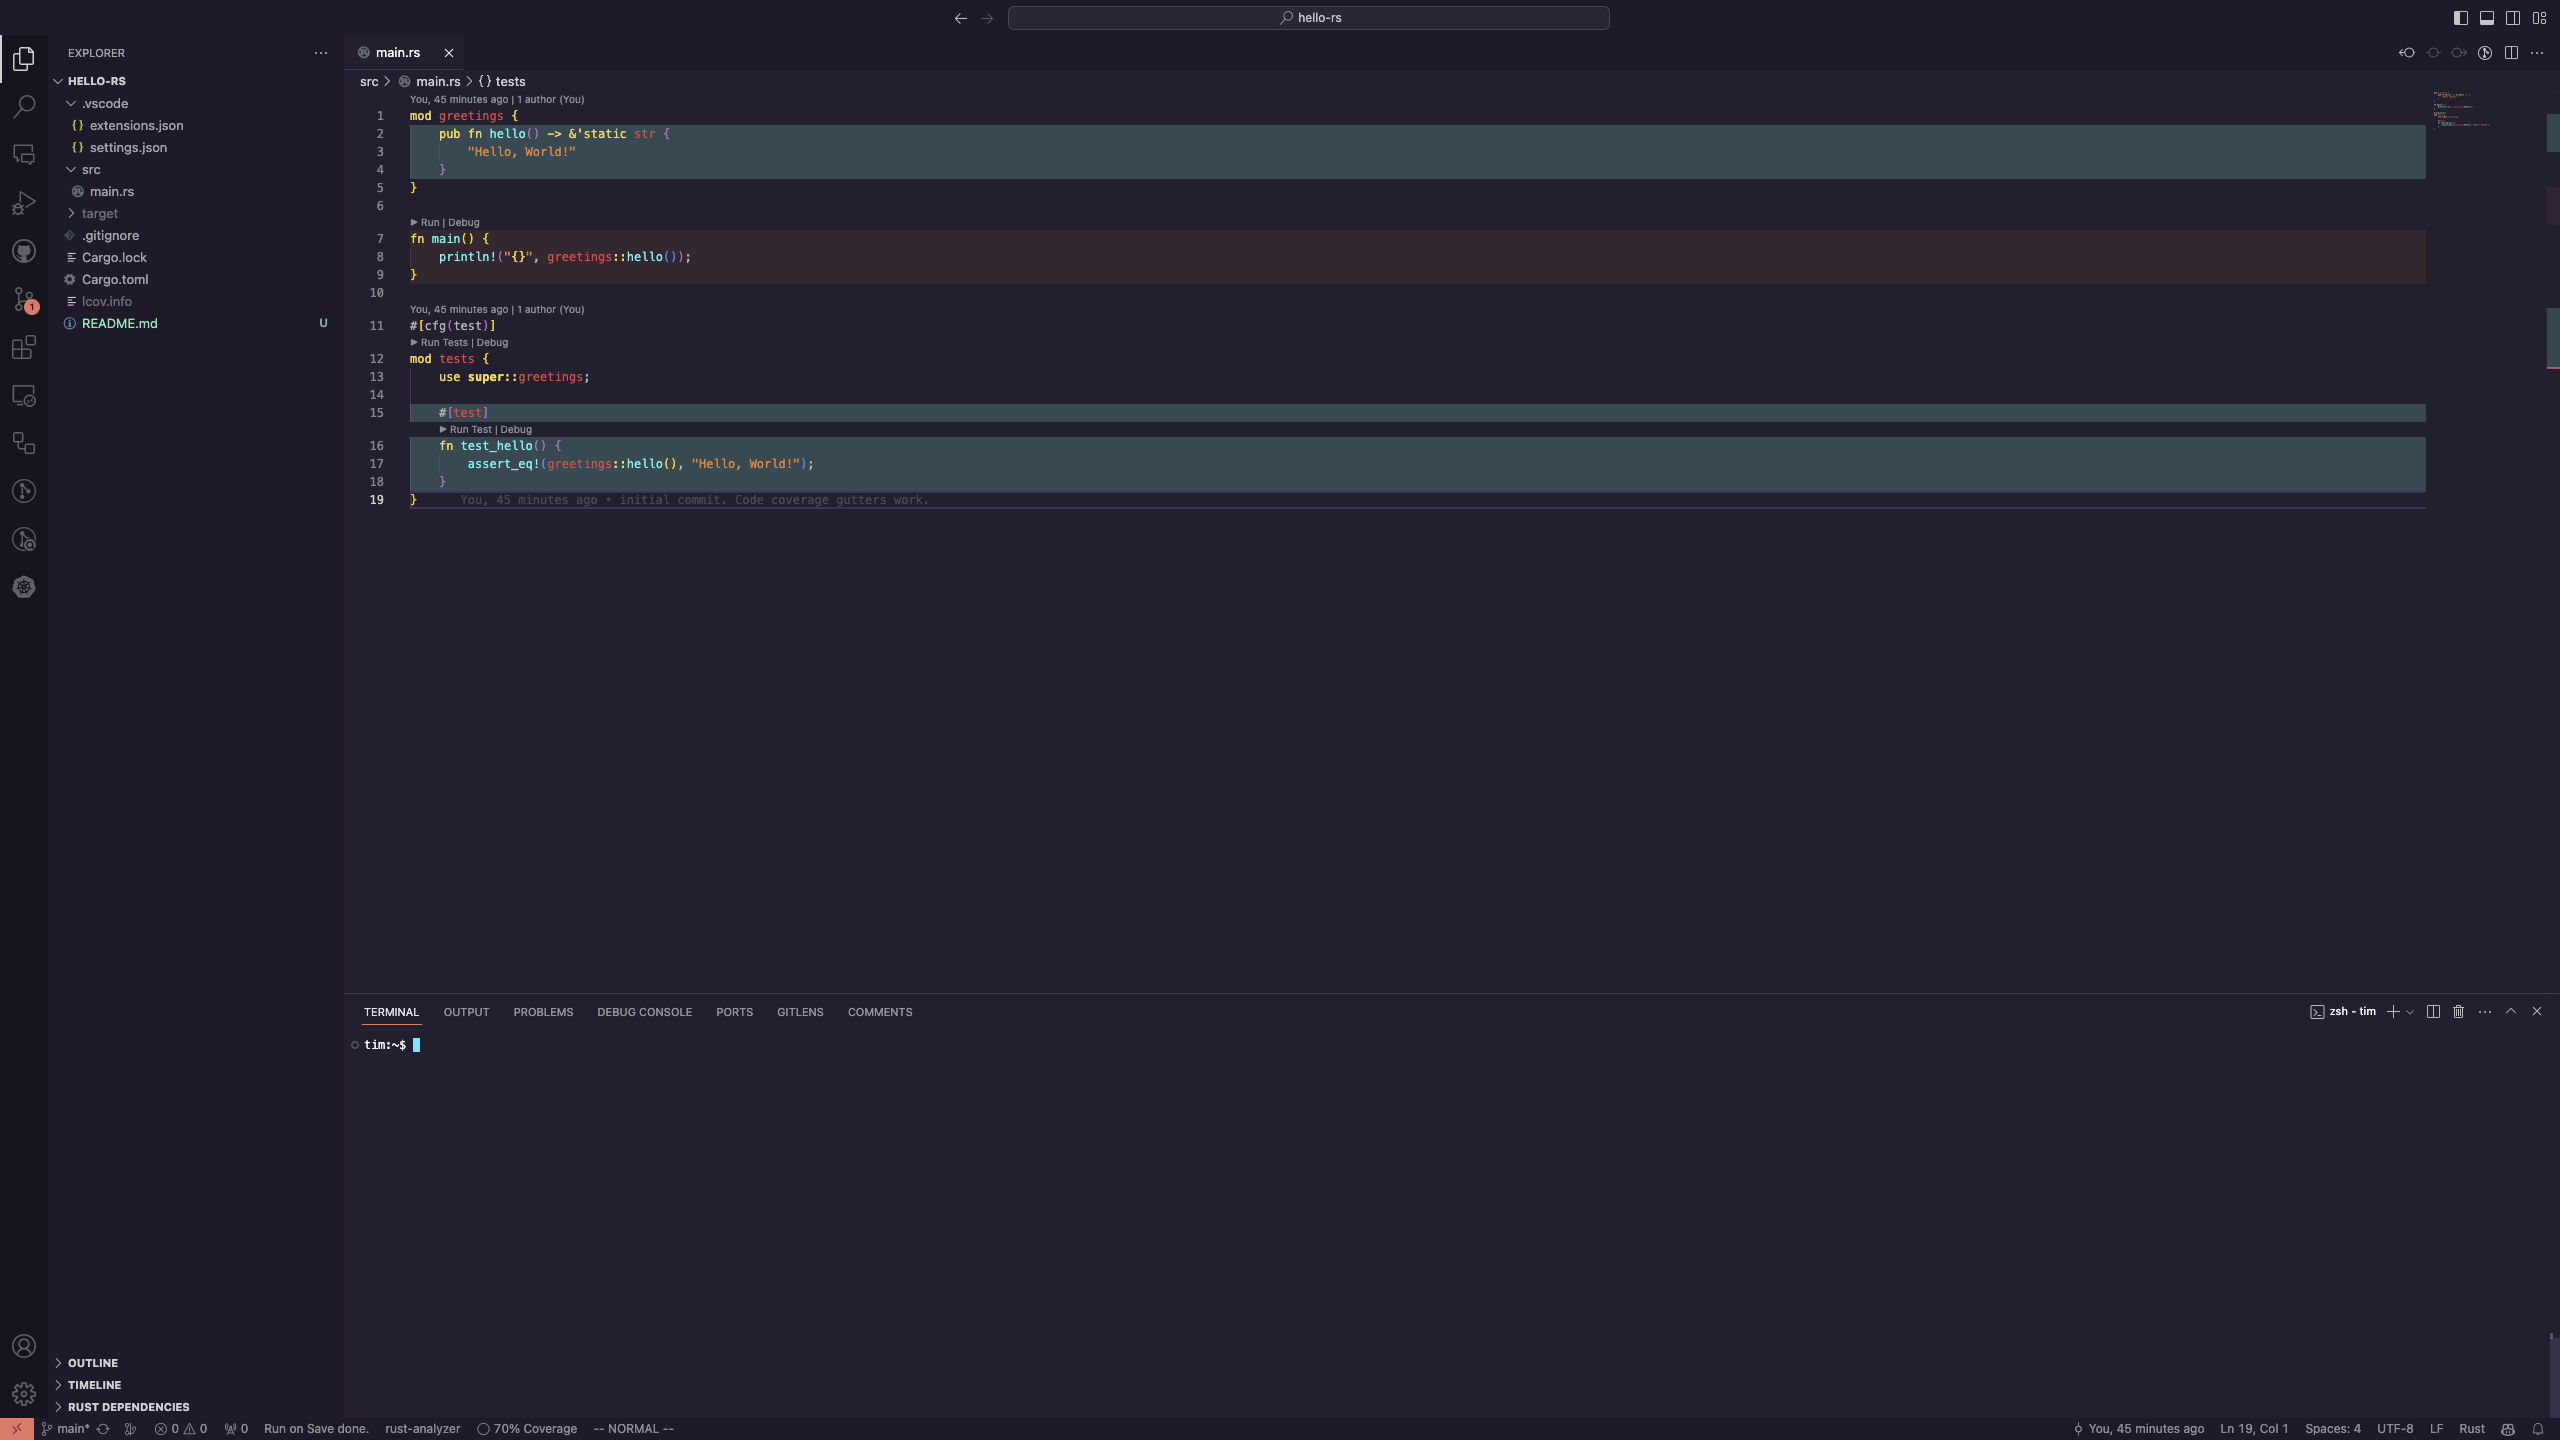 hello-rs
EXPLORER
HELLO-RS
.vscode
{} extensions.json
{} settings.json
src
main.rs
target
.gitignore
Cargo.lock
Cargo.toml
lcov.info
README.md U
1
main.rs
src > main.rs > {} tests
You, 45 minutes ago | 1 author (You)
1 mod greetings {
2 pub fn hello() -> &'static str {
3 "Hello, World!"
4 }
5 }
6
Run | Debug
7 fn main() {
8 println!("{}", greetings::hello());
9 }
10
You, 45 minutes ago | 1 author (You)
11 #[cfg(test)]
Run Tests | Debug
12 mod tests {
13 use super::greetings;
14
15 #[test]
Run Test | Debug
16 fn test_hello() {
17 assert_eq!(greetings::hello(), "Hello, World!");
18 }
19 } You, 45 minutes ago • initial commit. Code coverage gutters work.
TERMINAL OUTPUT PROBLEMS DEBUG CONSOLE PORTS GITLENS COMMENTS
zsh - tim
tim:~$
OUTLINE
TIMELINE
RUST DEPENDENCIES
main* 0 0 0 Run on Save done. rust-analyzer 70% Coverage -- NORMAL --
You, 45 minutes ago Ln 19, Col 1 Spaces: 4 UTF-8 LF Rust